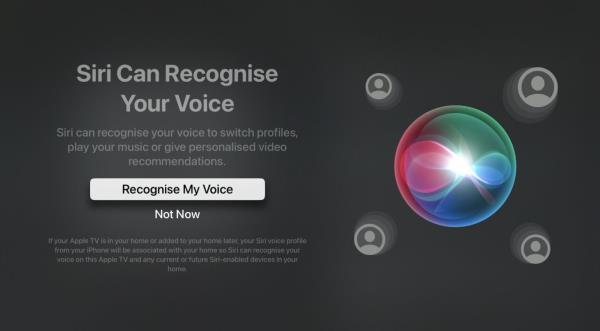 Siri Can Recognise
Your Voice
Siri can recognise your voice to switch profiles,
play your music or give personalised video
recommendations.
Recognise My Voice
Not Now
If your Apple TV is in your home or added to your home later, your Siri voice profile
from your iPhone will be associated with your home so Siri can recognise your
voice on this Apple TV and any current or future Siri-enabled devices in your
home.